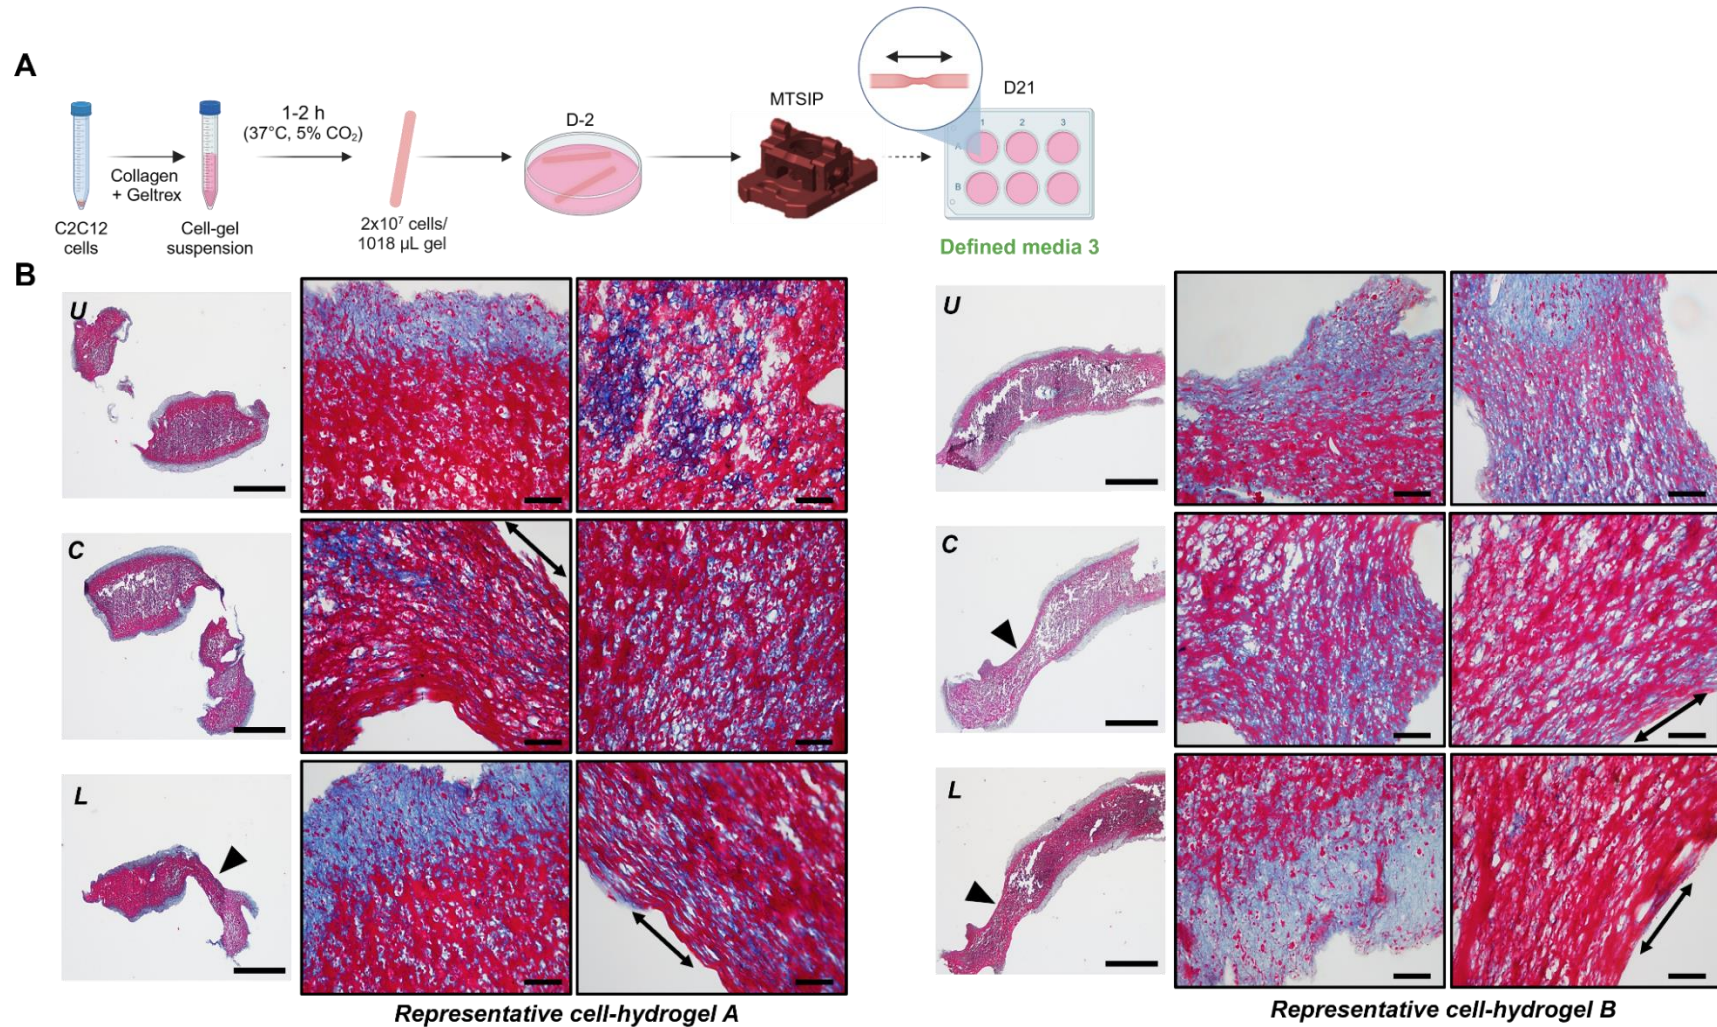 A
1-2 h
(37°C, 5% CO₂)
Collagen
+ Geltrex
C2C12
cells
Cell-gel
suspension
2x10⁷ cells/
1018 µL gel
D-2
MTSIP
D21
1 2 3
A
B
Defined media 3
B
U
C
L
U
C
L
Representative cell-hydrogel A
Representative cell-hydrogel B